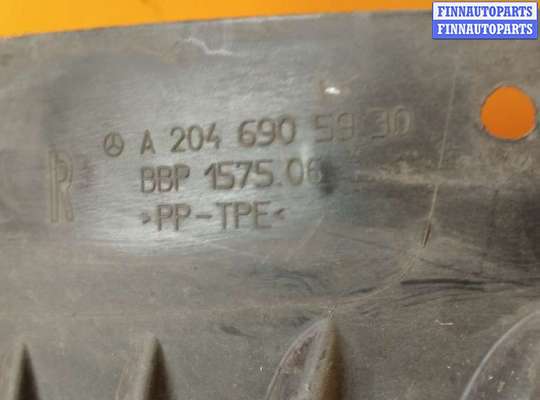 FINNAUTOPARTS
FINNAUTOPARTS
A 204 690 59 30
R
BBP 1575.06
>PP-TPE<